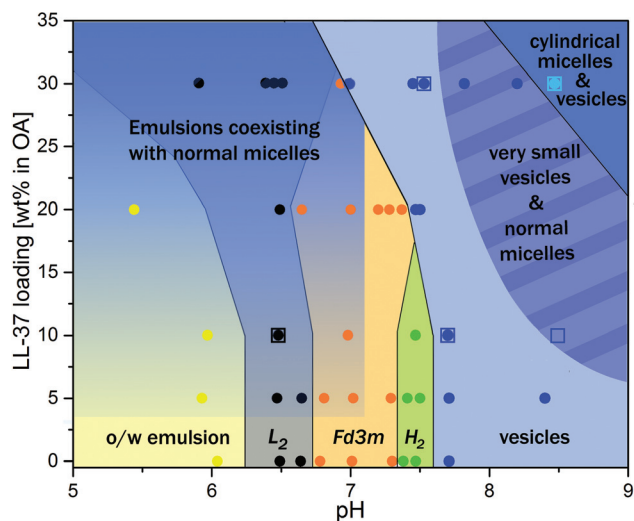 35
30
25
20
15
10
5
0
LL-37 loading [wt% in OA]
Emulsions coexisting
with normal micelles
cylindrical
micelles
&
vesicles
very small
vesicles
&
normal
micelles
o/w emulsion
L2
Fd3m
H2
vesicles
5
6
7
8
9
pH